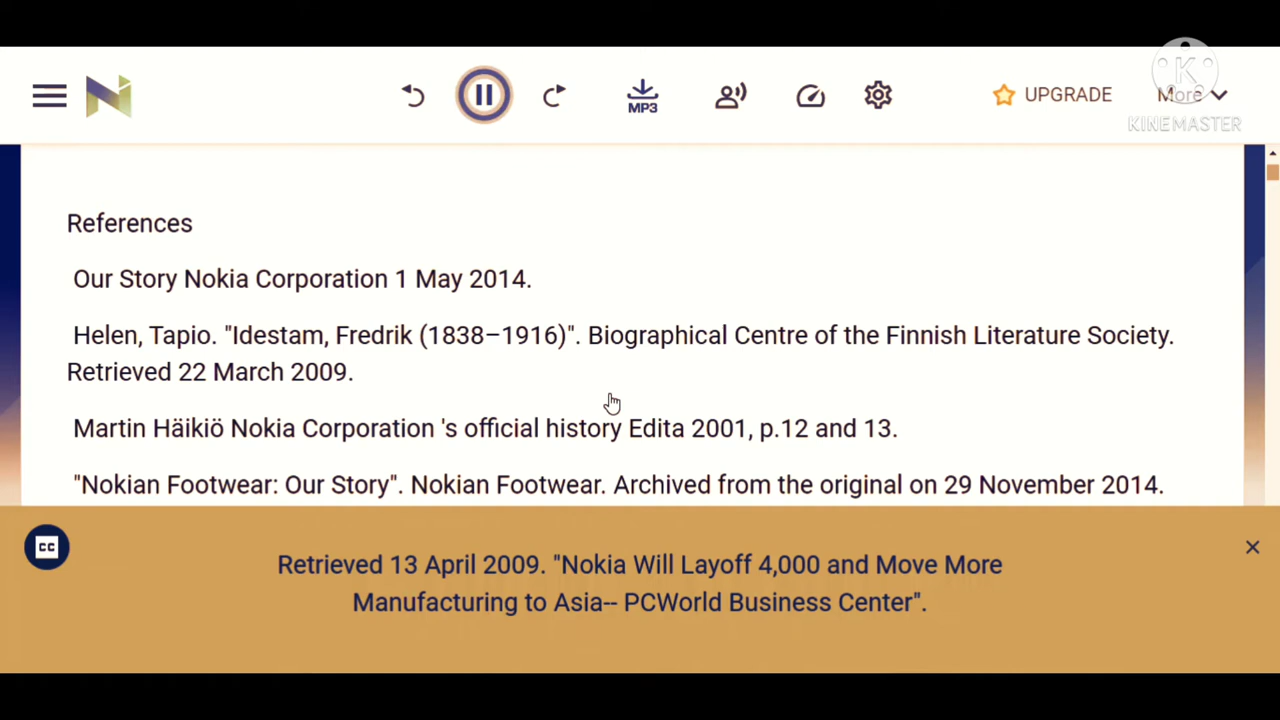 MP3
UPGRADE
More
KINEMASTER
References
Our Story Nokia Corporation 1 May 2014.
Helen, Tapio. "Idestam, Fredrik (1838–1916)". Biographical Centre of the Finnish Literature Society.
Retrieved 22 March 2009.
Martin Häikiö Nokia Corporation 's official history Edita 2001, p.12 and 13.
"Nokian Footwear: Our Story". Nokian Footwear. Archived from the original on 29 November 2014.
CC
Retrieved 13 April 2009. "Nokia Will Layoff 4,000 and Move More
Manufacturing to Asia-- PCWorld Business Center".